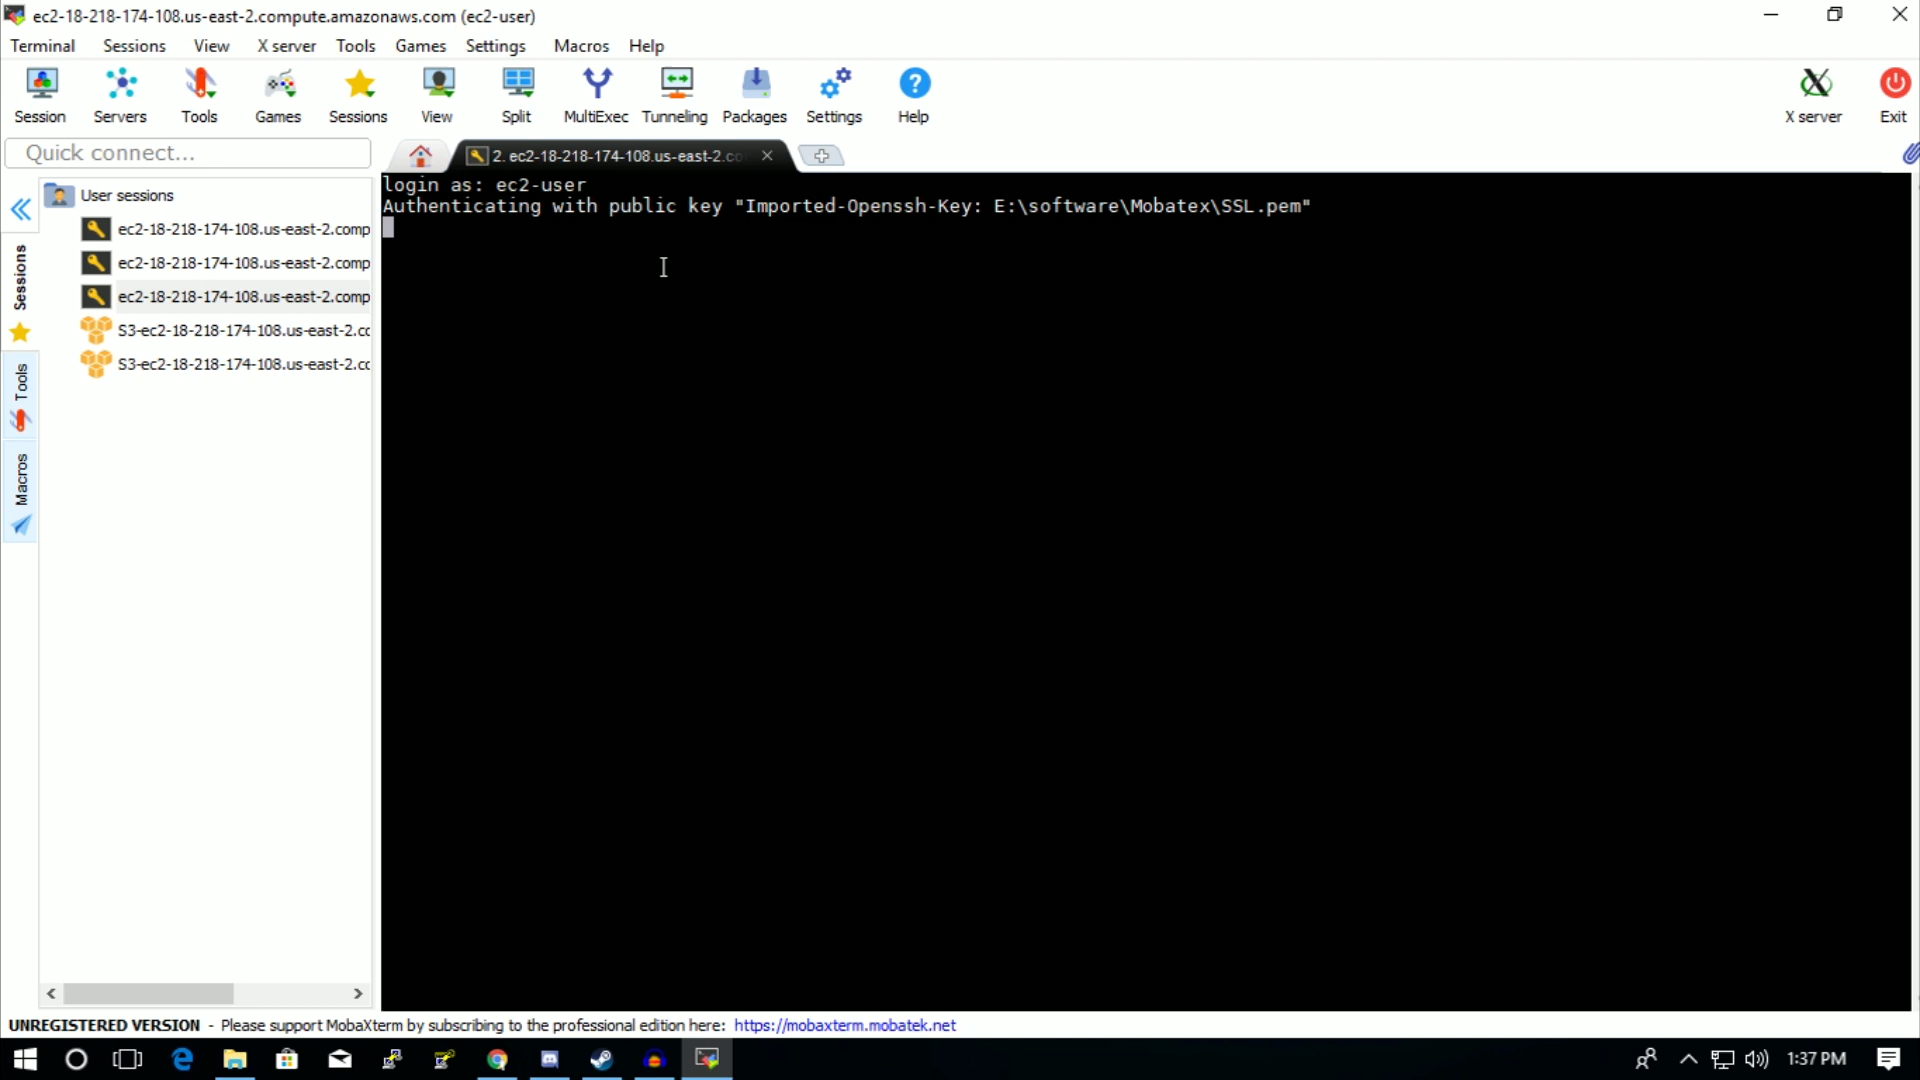 ec2-18-218-174-108.us-east-2.compute.amazonaws.com (ec2-user)
Terminal Sessions View X server Tools Games Settings Macros Help
Session Servers Tools Games Sessions View Split MultiExec Tunneling Packages Settings Help X server Exit
Quick connect...
2. ec2-18-218-174-108.us-east-2.co
User sessions
ec2-18-218-174-108.us-east-2.comp
ec2-18-218-174-108.us-east-2.comp
ec2-18-218-174-108.us-east-2.comp
S3-ec2-18-218-174-108.us-east-2.cc
S3-ec2-18-218-174-108.us-east-2.cc
Sessions
Tools
Macros
login as: ec2-user
Authenticating with public key "Imported-Openssh-Key: E:\software\Mobatex\SSL.pem"
UNREGISTERED VERSION - Please support MobaXterm by subscribing to the professional edition here: https://mobaxterm.mobatek.net
1:37 PM